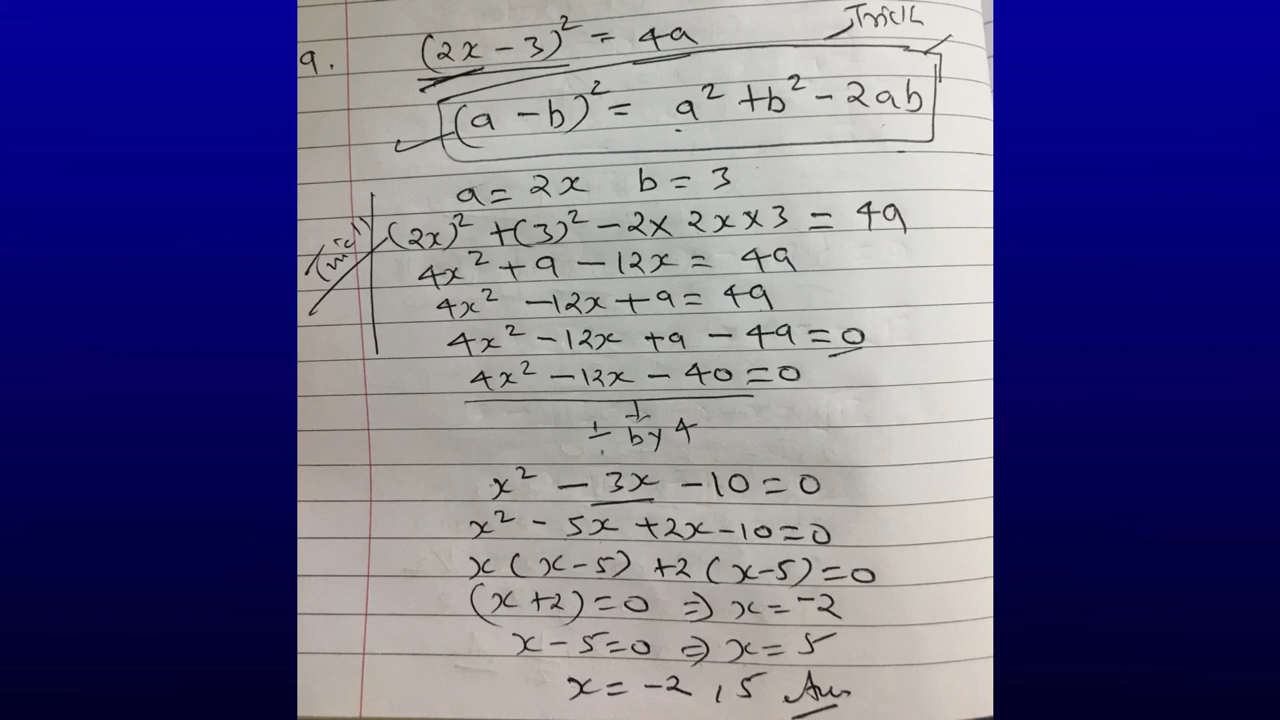 Trick
9. (2x - 3)² = 49
(a - b)² = a² + b² - 2ab
a = 2x b = 3
(2x)² + (3)² - 2 x 2x x 3 = 49
4x² + 9 - 12x = 49
4x² - 12x + 9 = 49
4x² - 12x + 9 - 49 = 0
4x² - 12x - 40 = 0
÷ by 4
x² - 3x - 10 = 0
x² - 5x + 2x - 10 = 0
x (x - 5) + 2 (x - 5) = 0
(x + 2) = 0 ⇒ x = -2
x - 5 = 0 ⇒ x = 5
x = -2, 5 Ans